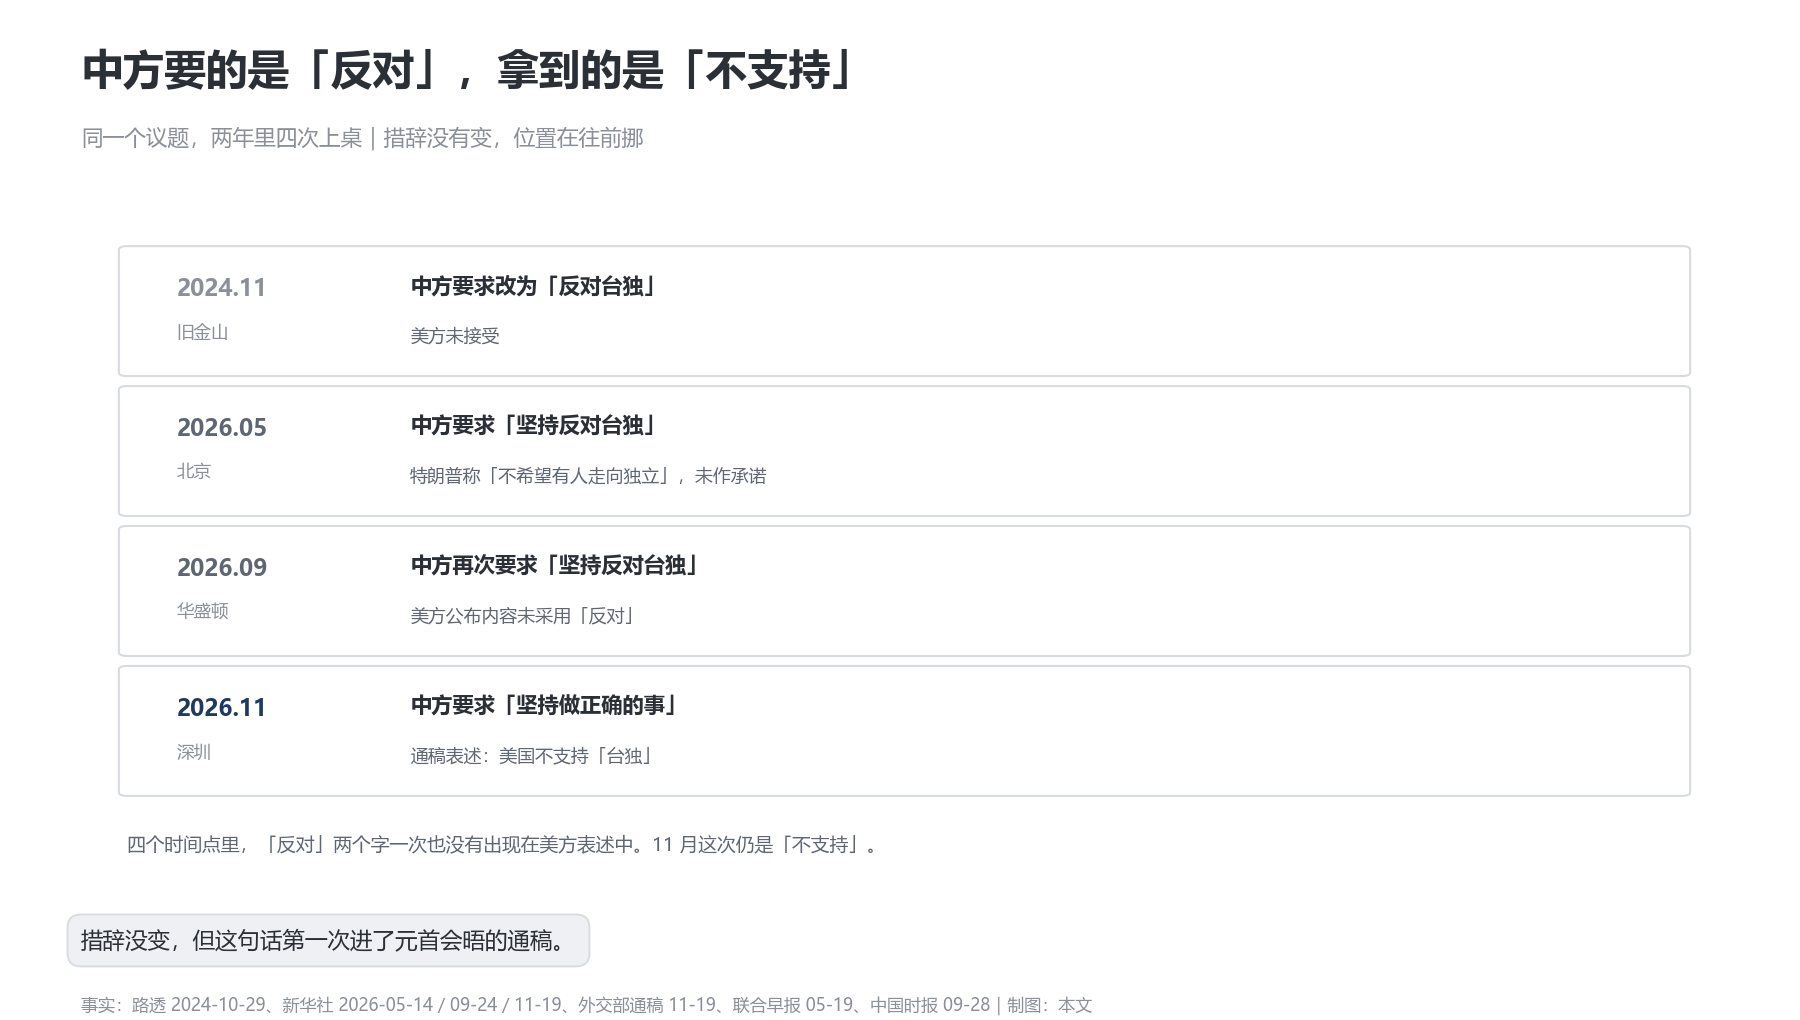 中方要的是「反对」，拿到的是「不支持」
同一个议题，两年里四次上桌｜措辞没有变，位置在往前挪
2024.11
中方要求改为「反对台独」
旧金山
美方未接受
2026.05
中方要求「坚持反对台独」
北京
特朗普称「不希望有人走向独立」，未作承诺
2026.09
中方再次要求「坚持反对台独」
华盛顿
美方公布内容未采用「反对」
2026.11
中方要求「坚持做正确的事」
深圳
通稿表述：美国不支持「台独」
四个时间点里，「反对」两个字一次也没有出现在美方表述中。11 月这次仍是「不支持」。
措辞没变，但这句话第一次进了元首会晤的通稿。
事实：路透 2024-10-29、新华社 2026-05-14 / 09-24 / 11-19、外交部通稿 11-19、联合早报 05-19、中国时报 09-28｜制图：本文